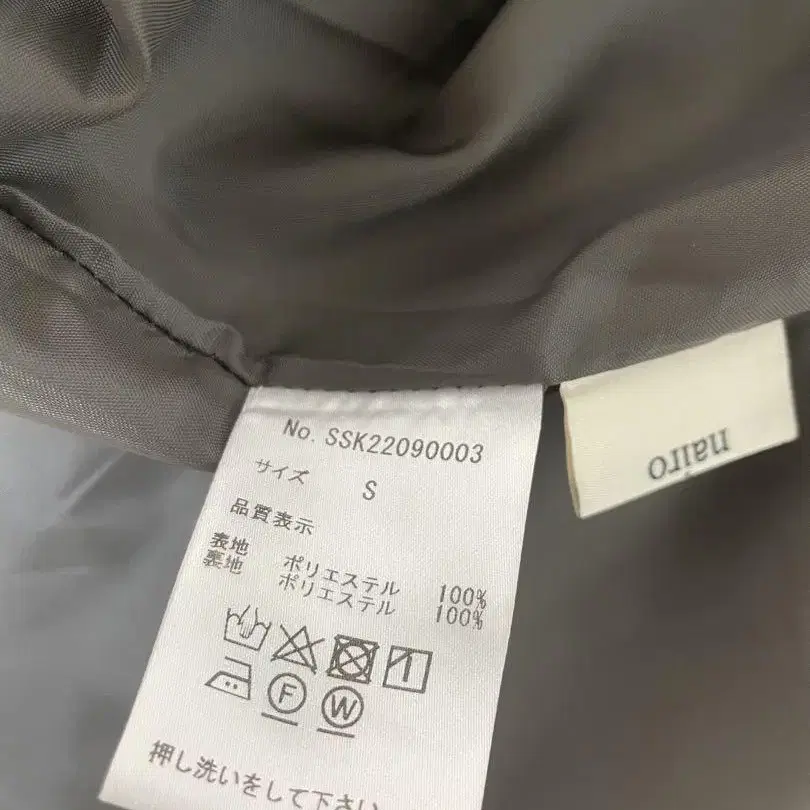 No. SSK22090003
サイズ S
品質表示
表地 ポリエステル 100%
裏地 ポリエステル 100%
F W
押し洗いをして下さい
nairo